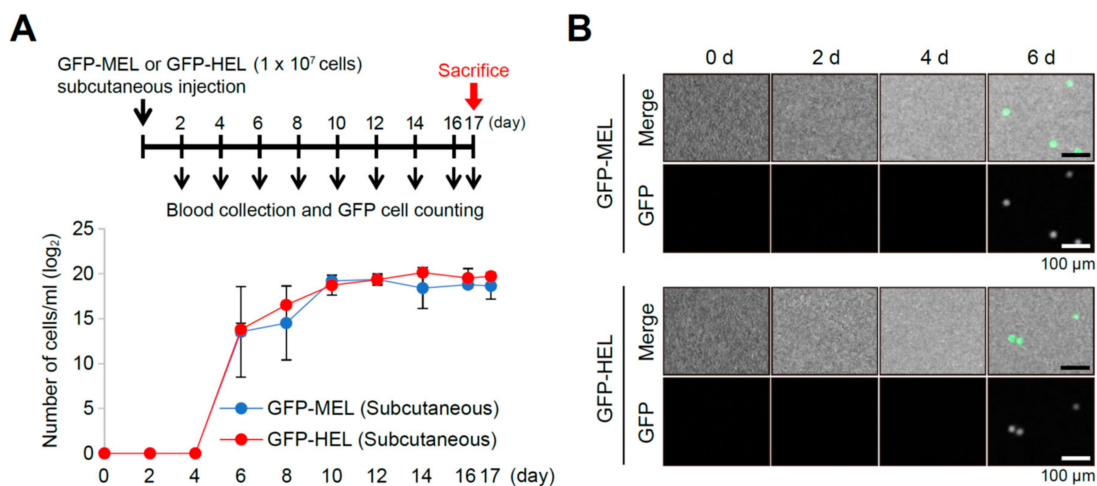 A
GFP-MEL or GFP-HEL (1 x 10⁷ cells)
subcutaneous injection
Sacrifice
2 4 6 8 10 12 14 16 17 (day)
Blood collection and GFP cell counting
Number of cells/ml (log₂)
25
20
15
10
5
0
GFP-MEL (Subcutaneous)
GFP-HEL (Subcutaneous)
0 2 4 6 8 10 12 14 16 17 (day)
B
0 d 2 d 4 d 6 d
GFP-MEL
Merge
GFP
100 µm
GFP-HEL
Merge
GFP
100 µm